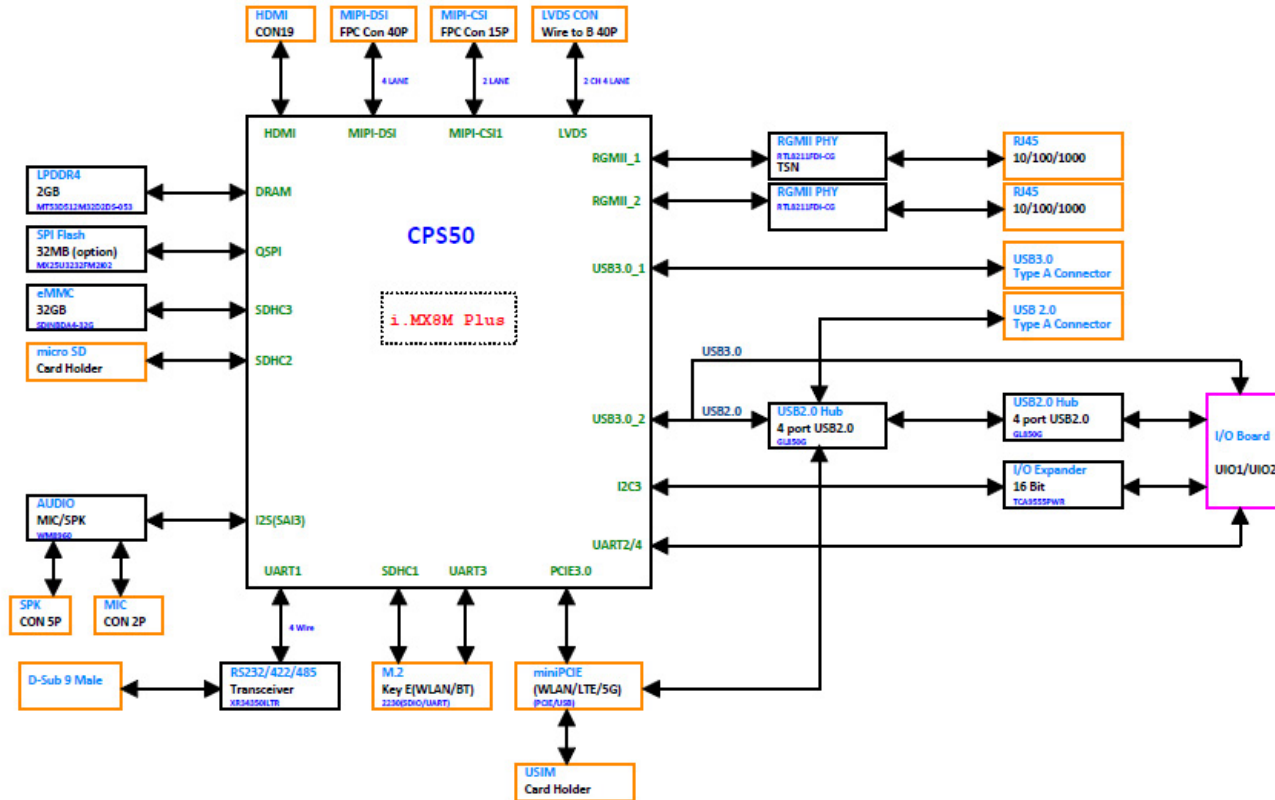 HDMI
CON19
MIPI-DSI
FPC Con 40P
MIPI-CSI
FPC Con 15P
LVDS CON
Wire to B 40P
4 LANE
2 LANE
2 CH 4 LANE
HDMI
MIPI-DSI
MIPI-CSI1
LVDS
RGMII_1
RGMII_2
USB3.0_1
USB3.0_2
I2C3
UART2/4
DRAM
QSPI
SDHC3
SDHC2
I2S(SAI3)
UART1
SDHC1
UART3
PCIE3.0
CPS50
i.MX8M Plus
LPDDR4
2GB
MT53D512M32D2DS-053
SPI Flash
32MB (option)
eMMC
32GB
SDINBDA4-32G
micro SD
Card Holder
AUDIO
MIC/SPK
WM8960
SPK
CON 5P
MIC
CON 2P
4 Wire
D-Sub 9 Male
RS232/422/485
Transceiver
XR34350ILTR
M.2
Key E(WLAN/BT)
2230(SDIO/UART)
miniPCIE
(WLAN/LTE/5G)
(PCIE/USB)
USIM
Card Holder
RGMII PHY
RTL8211FDI-CG
TSN
RGMII PHY
RTL8211FDI-CG
RJ45
10/100/1000
RJ45
10/100/1000
USB3.0
Type A Connector
USB 2.0
Type A Connector
USB3.0
USB2.0
USB2.0 Hub
4 port USB2.0
GL850G
USB2.0 Hub
4 port USB2.0
GL850G
I/O Expander
16 Bit
TCA9555PWR
I/O Board
UIO1/UIO2